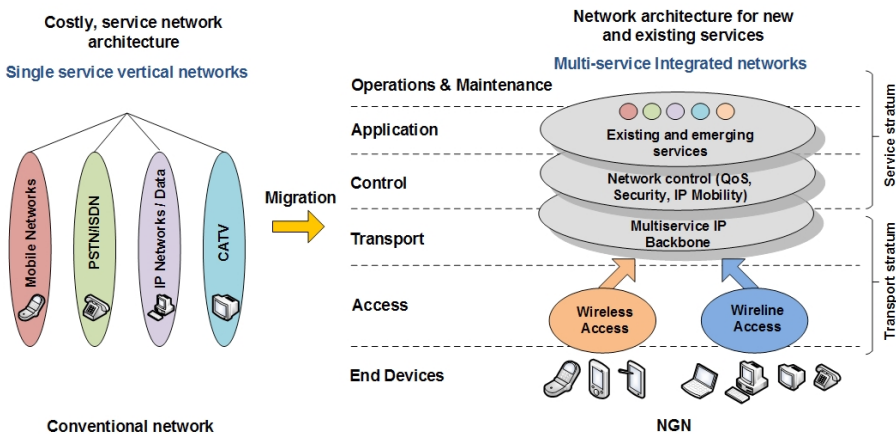 Costly, service network
architecture
Single service vertical networks
Mobile Networks
PSTN/ISDN
IP Networks / Data
CATV
Conventional network
Migration
Network architecture for new
and existing services
Multi-service Integrated networks
Operations & Maintenance
Application
Existing and emerging
services
Control
Network control (QoS,
Security, IP Mobility)
Transport
Multiservice IP
Backbone
Access
Wireless
Access
Wireline
Access
End Devices
Service stratum
Transport stratum
NGN